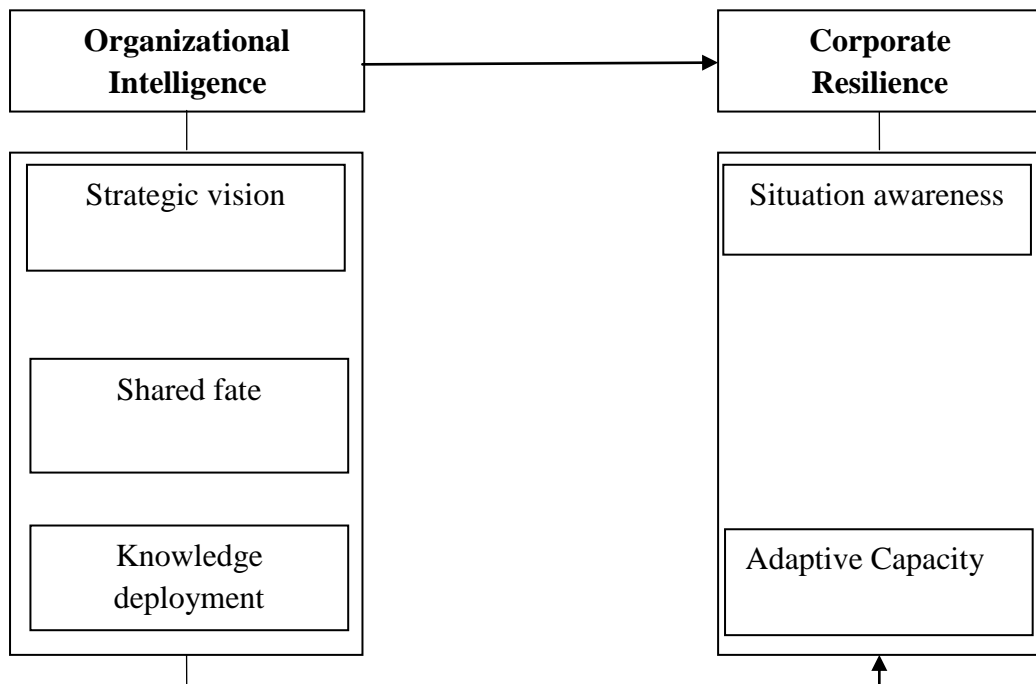 Organizational
Intelligence
Corporate
Resilience
Strategic vision
Situation awareness
Shared fate
Knowledge
deployment
Adaptive Capacity